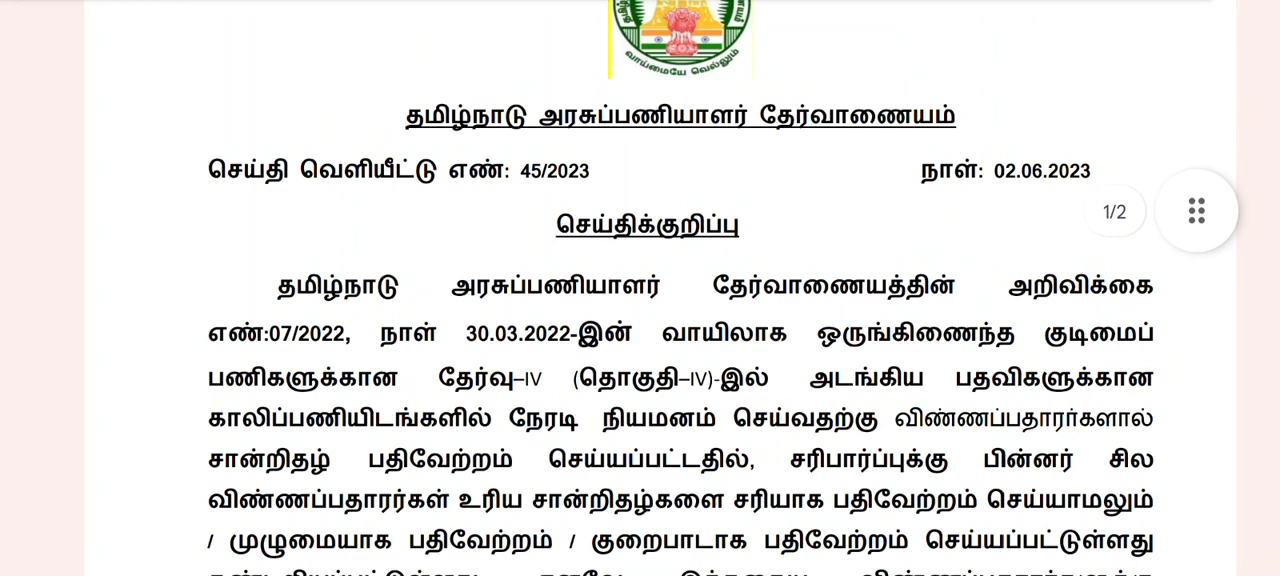 வாய்மையே வெல்லும்
தமிழ்நாடு அரசுப்பணியாளர் தேர்வாணையம்
செய்தி வெளியீட்டு எண்: 45/2023 நாள்: 02.06.2023
1/2
செய்திக்குறிப்பு
தமிழ்நாடு அரசுப்பணியாளர் தேர்வாணையத்தின் அறிவிக்கை
எண்:07/2022, நாள் 30.03.2022-இன் வாயிலாக ஒருங்கிணைந்த குடிமைப்
பணிகளுக்கான தேர்வு–IV (தொகுதி–IV)-இல் அடங்கிய பதவிகளுக்கான
காலிப்பணியிடங்களில் நேரடி நியமனம் செய்வதற்கு விண்ணப்பதாரர்களால்
சான்றிதழ் பதிவேற்றம் செய்யப்பட்டதில், சரிபார்ப்புக்கு பின்னர் சில
விண்ணப்பதாரர்கள் உரிய சான்றிதழ்களை சரியாக பதிவேற்றம் செய்யாமலும்
/ முழுமையாக பதிவேற்றம் / குறைபாடாக பதிவேற்றம் செய்யப்பட்டுள்ளது